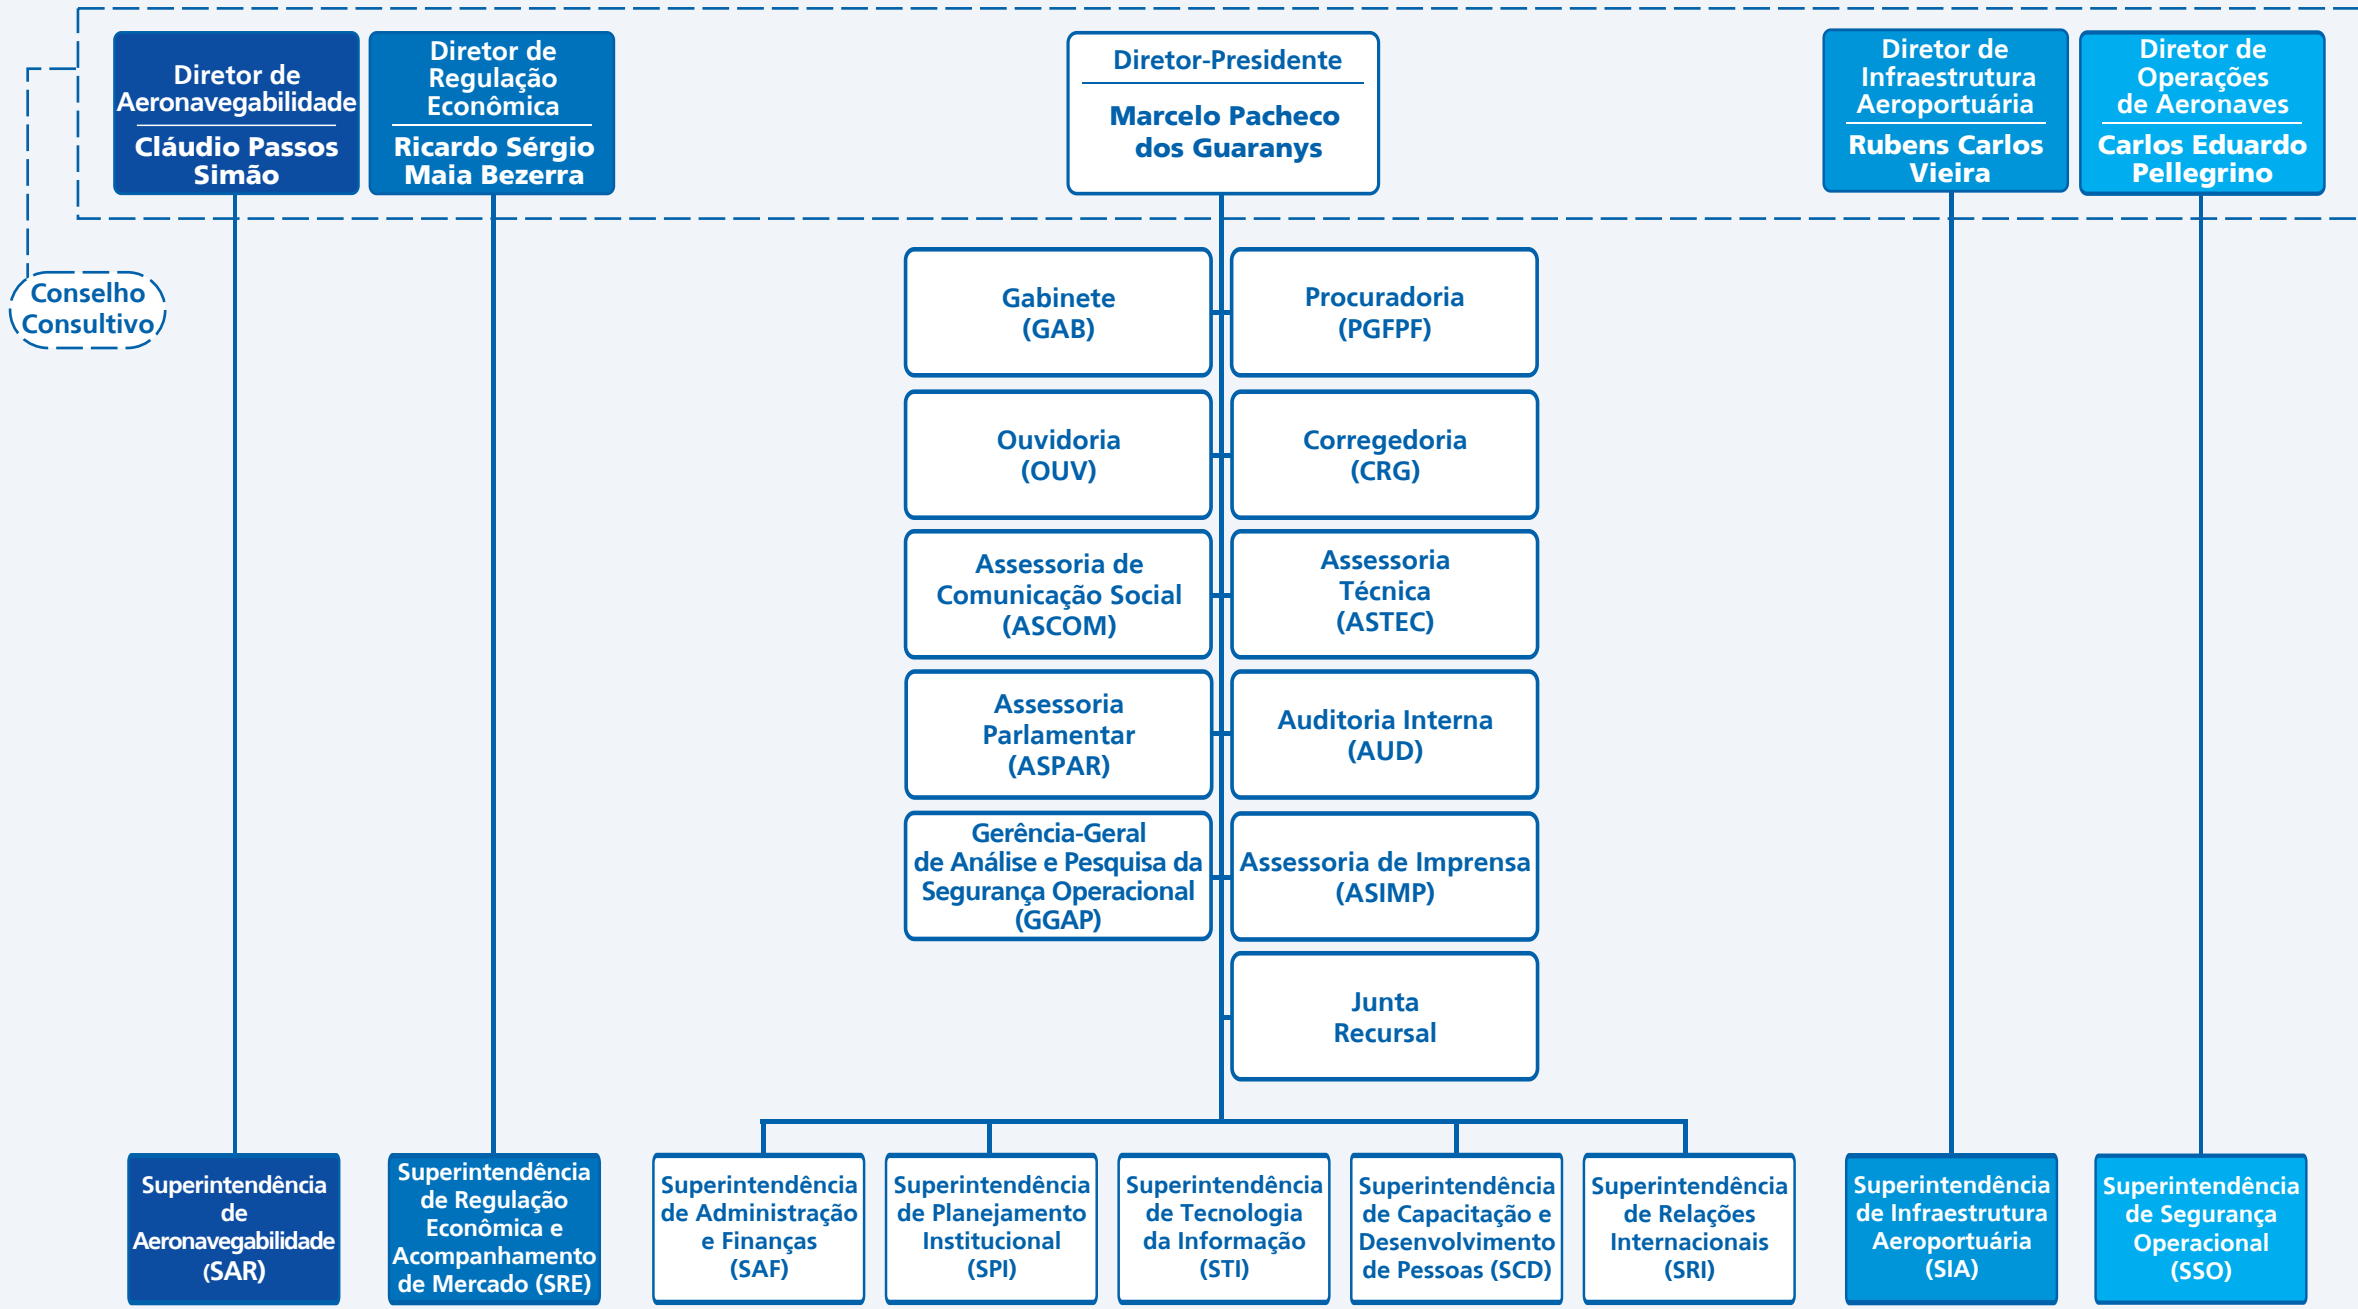 Diretor de
Aeronavegabilidade
Cláudio Passos
Simão
Diretor de
Regulação
Econômica
Ricardo Sérgio
Maia Bezerra
Diretor-Presidente
Marcelo Pacheco
dos Guaranys
Diretor de
Infraestrutura
Aeroportuária
Rubens Carlos
Vieira
Diretor de
Operações
de Aeronaves
Carlos Eduardo
Pellegrino
Conselho
Consultivo
Gabinete
(GAB)
Procuradoria
(PGFPF)
Ouvidoria
(OUV)
Corregedoria
(CRG)
Assessoria de
Comunicação Social
(ASCOM)
Assessoria
Técnica
(ASTEC)
Assessoria
Parlamentar
(ASPAR)
Auditoria Interna
(AUD)
Gerência-Geral
de Análise e Pesquisa da
Segurança Operacional
(GGAP)
Assessoria de Imprensa
(ASIMP)
Junta
Recursal
Superintendência
de
Aeronavegabilidade
(SAR)
Superintendência
de Regulação
Econômica e
Acompanhamento
de Mercado (SRE)
Superintendência
de Administração
e Finanças
(SAF)
Superintendência
de Planejamento
Institucional
(SPI)
Superintendência
de Tecnologia
da Informação
(STI)
Superintendência
de Capacitação e
Desenvolvimento
de Pessoas (SCD)
Superintendência
de Relações
Internacionais
(SRI)
Superintendência
de Infraestrutura
Aeroportuária
(SIA)
Superintendência
de Segurança
Operacional
(SSO)